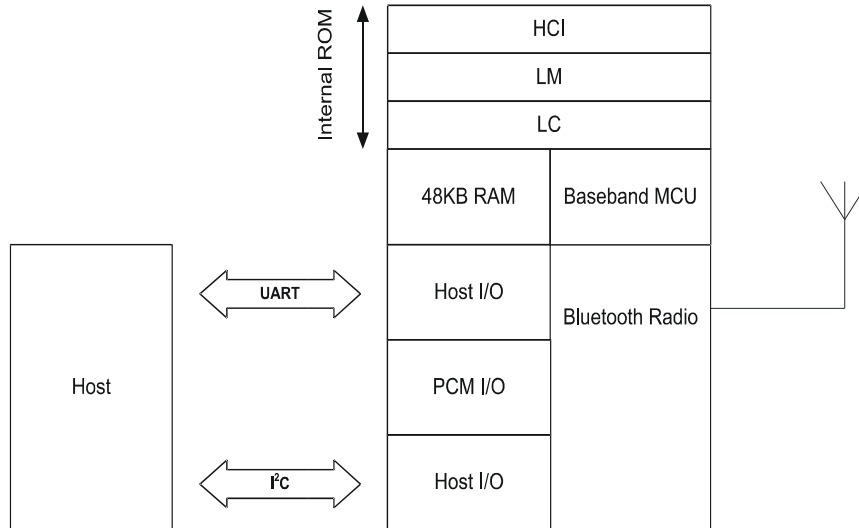 Internal ROM
HCI
LM
LC
48KB RAM
Baseband MCU
Host
UART
Host I/O
Bluetooth Radio
PCM I/O
I²C
Host I/O